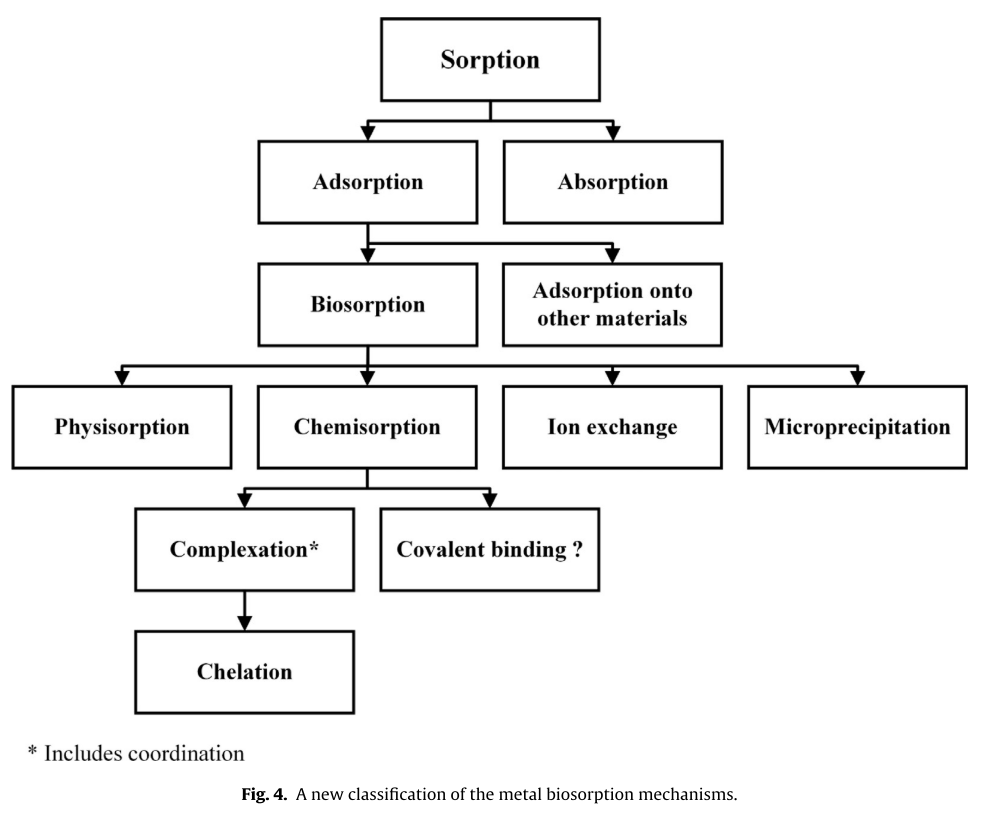 Sorption
Adsorption
Absorption
Biosorption
Adsorption onto
other materials
Physisorption
Chemisorption
Ion exchange
Microprecipitation
Complexation*
Covalent binding ?
Chelation
* Includes coordination
Fig. 4. A new classification of the metal biosorption mechanisms.